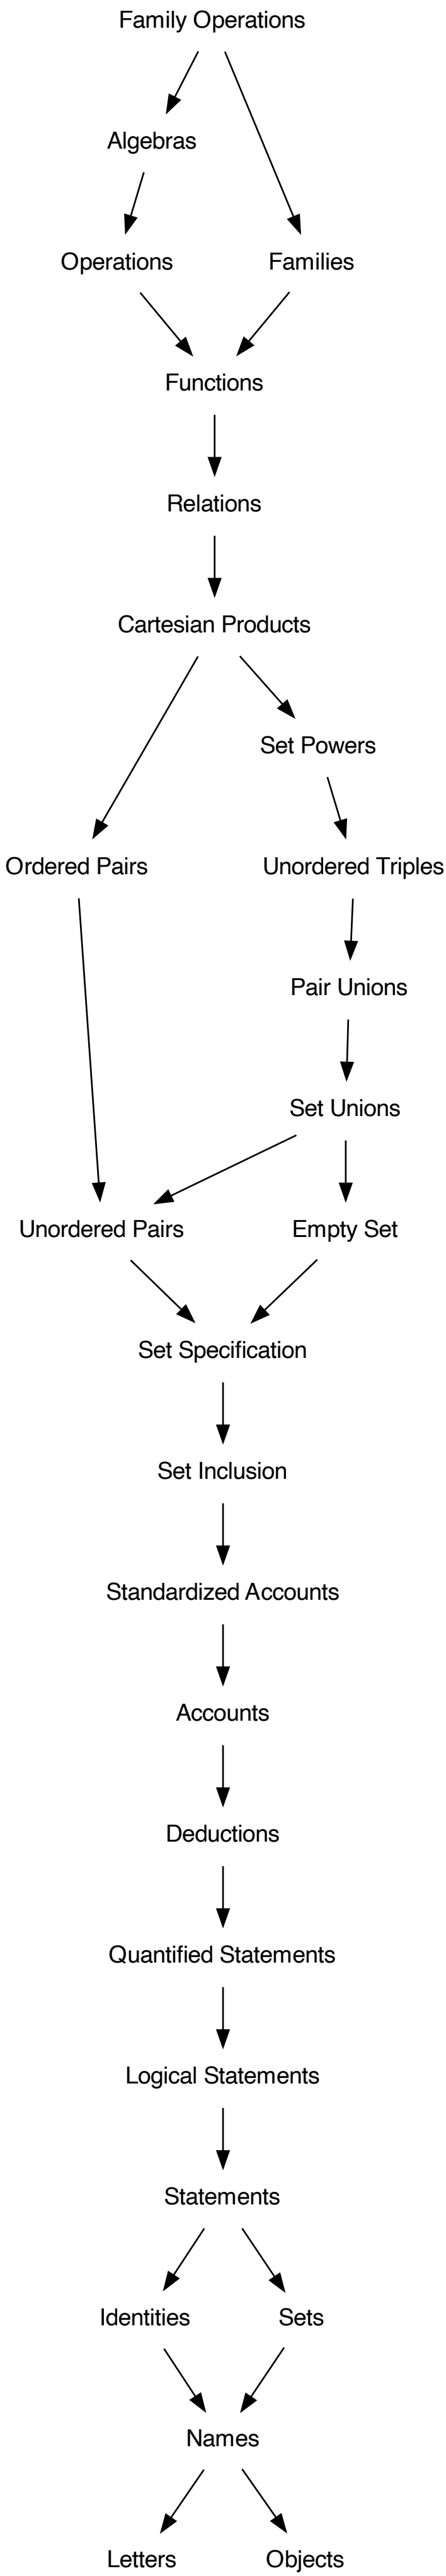 Family Operations
Algebras
Operations
Families
Functions
Relations
Cartesian Products
Set Powers
Ordered Pairs
Unordered Triples
Pair Unions
Set Unions
Unordered Pairs
Empty Set
Set Specification
Set Inclusion
Standardized Accounts
Accounts
Deductions
Quantified Statements
Logical Statements
Statements
Identities
Sets
Names
Letters
Objects